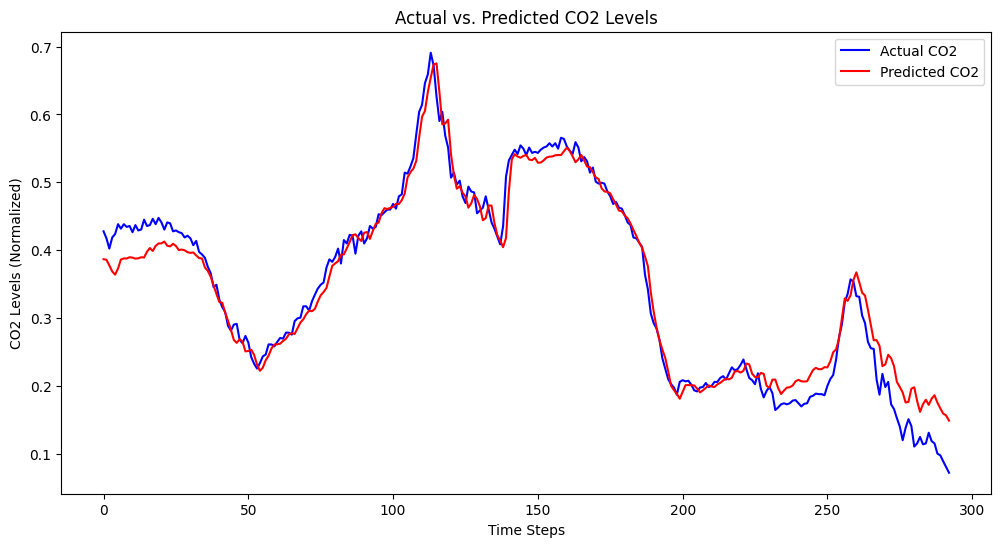 Actual vs. Predicted CO2 Levels
Actual CO2
Predicted CO2
CO2 Levels (Normalized)
0.7
0.6
0.5
0.4
0.3
0.2
0.1
0 50 100 150 200 250 300
Time Steps